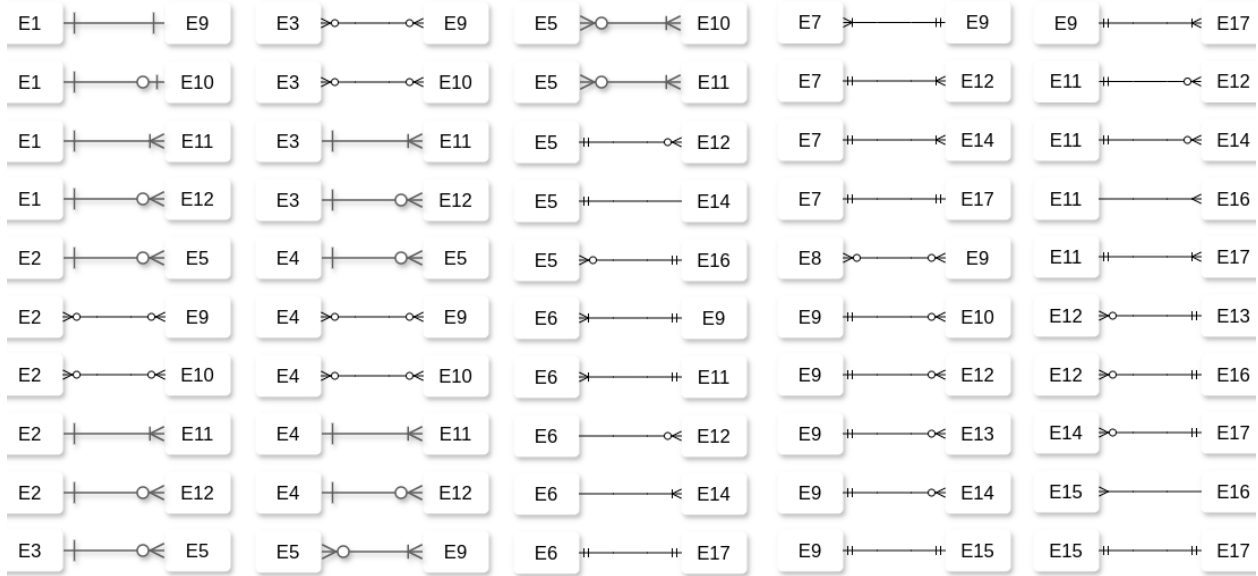 E1 E9 E3 E9 E5 E10 E7 E9 E9 E17
E1 E10 E3 E10 E5 E11 E7 E12 E11 E12
E1 E11 E3 E11 E5 E12 E7 E14 E11 E14
E1 E12 E3 E12 E5 E14 E7 E17 E11 E16
E2 E5 E4 E5 E5 E16 E8 E9 E11 E17
E2 E9 E4 E9 E6 E9 E9 E10 E12 E13
E2 E10 E4 E10 E6 E11 E9 E12 E12 E16
E2 E11 E4 E11 E6 E12 E9 E13 E14 E17
E2 E12 E4 E12 E6 E14 E9 E14 E15 E16
E3 E5 E5 E9 E6 E17 E9 E15 E15 E17